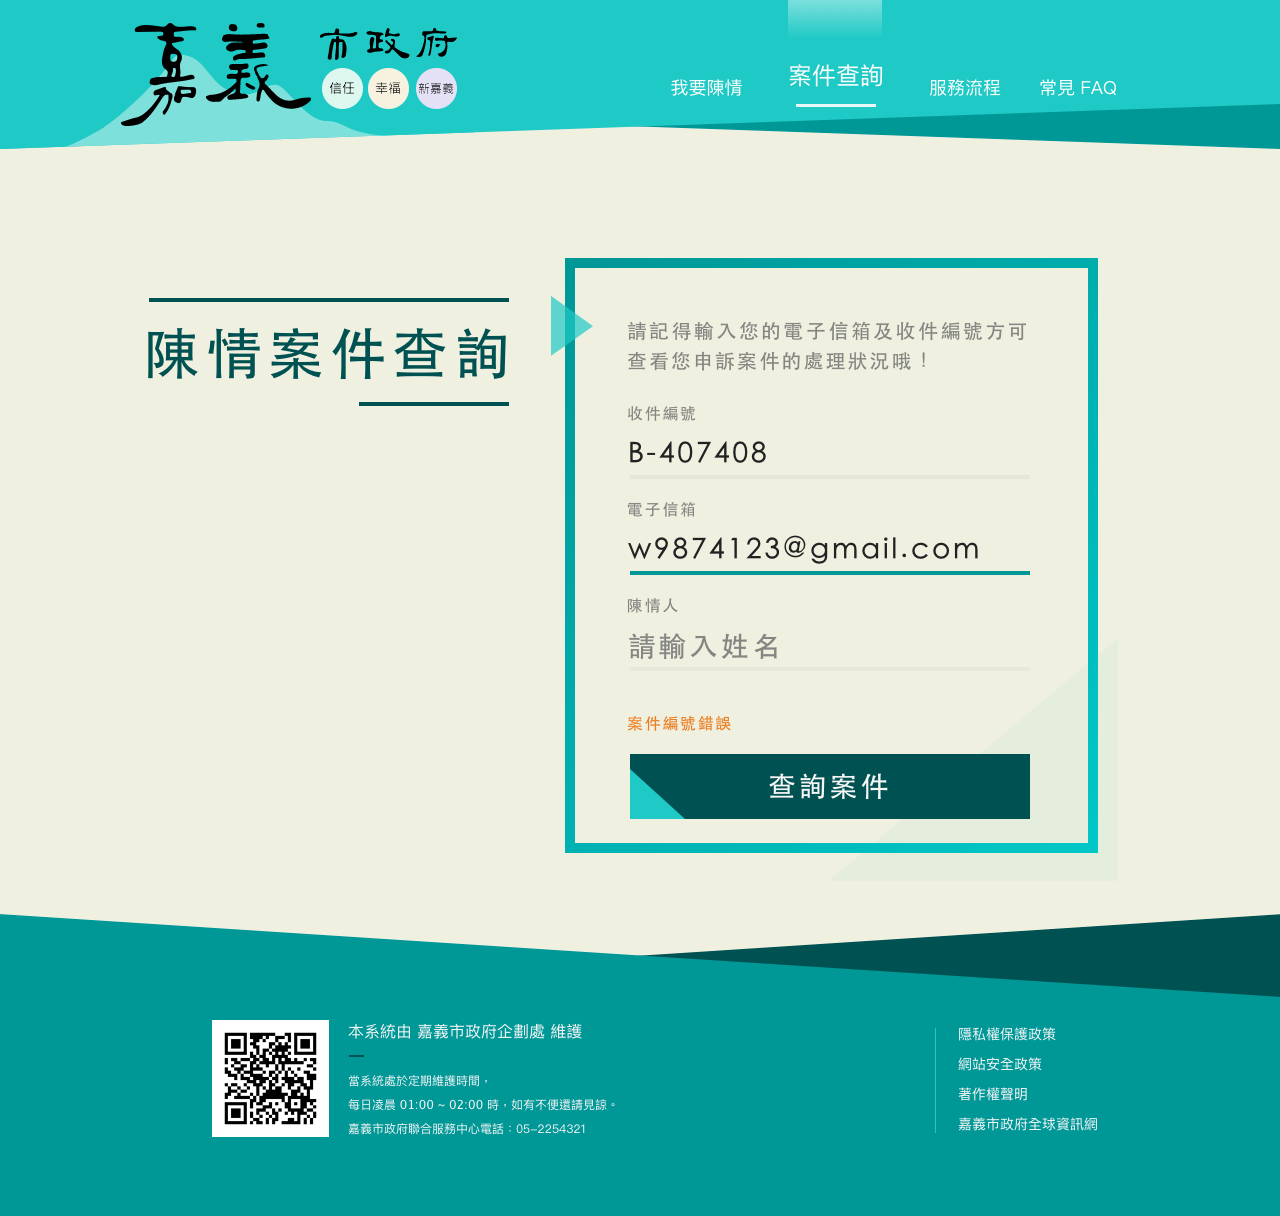 嘉義市政府
信任 幸福 新嘉義
我要陳情 案件查詢 服務流程 常見 FAQ
陳情案件查詢
請記得輸入您的電子信箱及收件編號方可
查看您申訴案件的處理狀況哦！
收件編號
B-407408
電子信箱
w9874123@gmail.com
陳情人
請輸入姓名
案件編號錯誤
查詢案件
本系統由 嘉義市政府企劃處 維護
當系統處於定期維護時間，
每日凌晨 01:00 ~ 02:00 時，如有不便還請見諒。
嘉義市政府聯合服務中心電話：05-2254321
隱私權保護政策
網站安全政策
著作權聲明
嘉義市政府全球資訊網